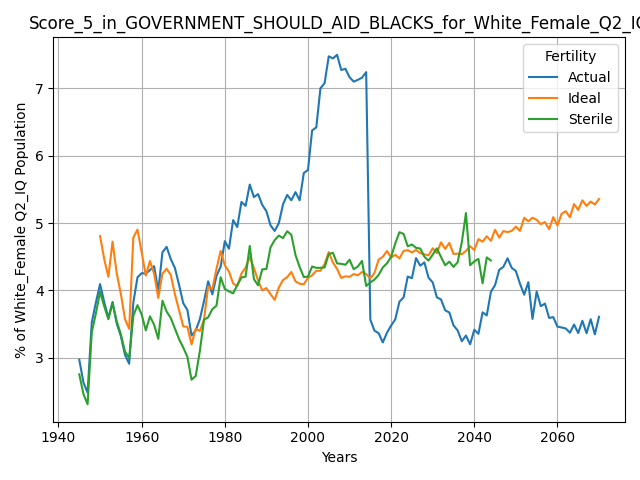 Score_5_in_GOVERNMENT_SHOULD_AID_BLACKS_for_White_Female_Q2_IQ
Fertility
Actual
Ideal
Sterile
% of White_Female Q2_IQ Population
7
6
5
4
3
1940 1960 1980 2000 2020 2040 2060
Years